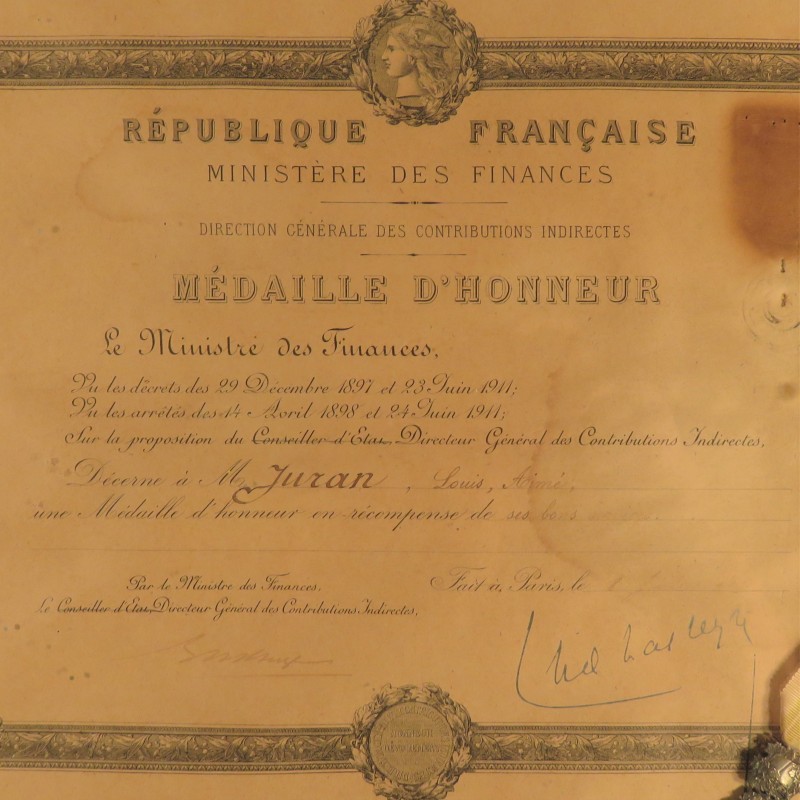 RÉPUBLIQUE FRANÇAISE
MINISTÈRE DES FINANCES
DIRECTION GÉNÉRALE DES CONTRIBUTIONS INDIRECTES
MÉDAILLE D'HONNEUR
Le Ministre des Finances,
Vu les décrets des 29 Décembre 1897 et 23 Juin 1911;
Vu les arrêtés des 14 Avril 1898 et 24 Juin 1911;
Sur la proposition du Conseiller d'Etat, Directeur Général des Contributions Indirectes,
Décerne à M. Juran, Louis, Aimé,
une Médaille d'honneur en récompense de ses bons
Par le Ministre des Finances.
Fait à Paris, le
Le Conseiller d'Etat, Directeur Général des Contributions Indirectes,
HONNEUR